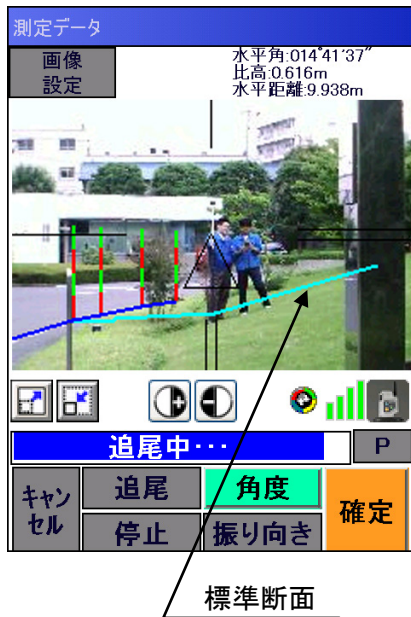 測定データ
画像
設定
水平角:014°41'37"
比高:0.616m
水平距離:9.938m
追尾中･･･
P
キャン
セル
追尾
角度
確定
停止
振り向き
標準断面